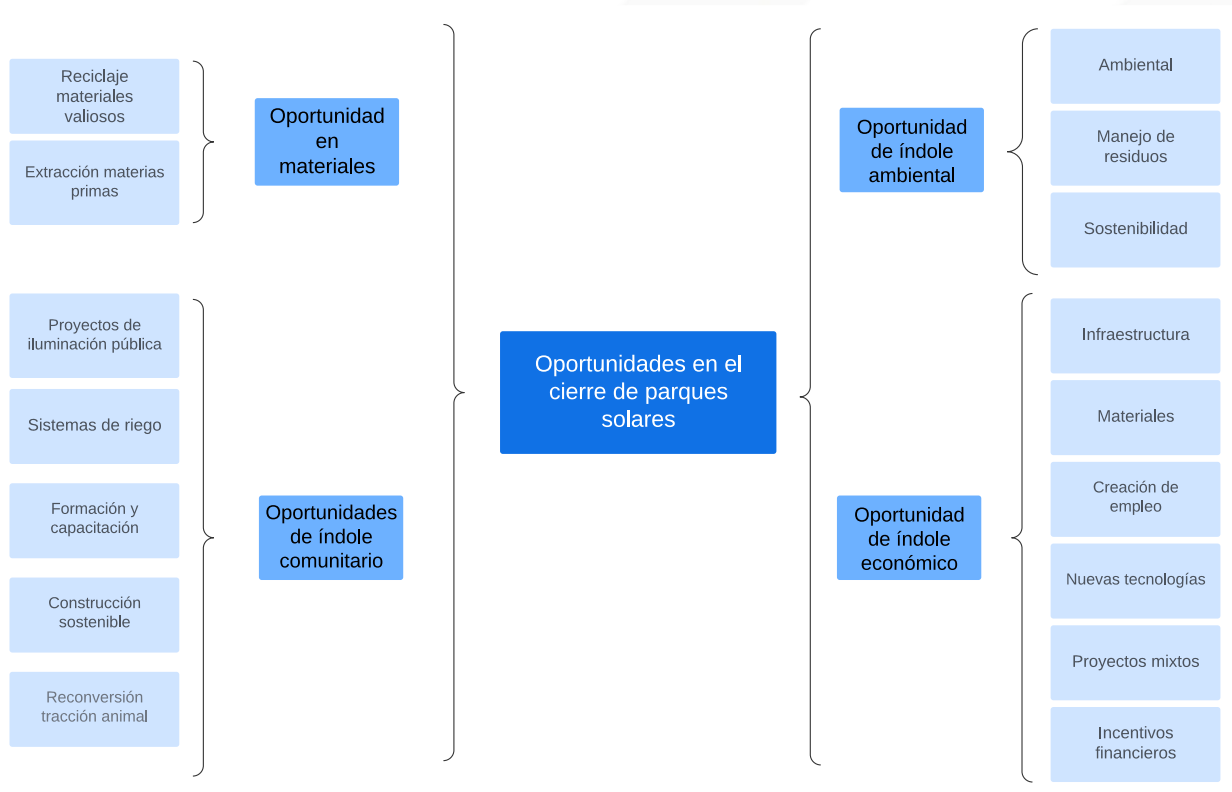 Reciclaje
materiales
valiosos
Extracción materias
primas
Oportunidad
en
materiales
Proyectos de
iluminación pública
Sistemas de riego
Formación y
capacitación
Construcción
sostenible
Reconversión
tracción animal
Oportunidades
de índole
comunitario
Oportunidades en el
cierre de parques
solares
Oportunidad
de índole
ambiental
Ambiental
Manejo de
residuos
Sostenibilidad
Oportunidad
de índole
económico
Infraestructura
Materiales
Creación de
empleo
Nuevas tecnologías
Proyectos mixtos
Incentivos
financieros